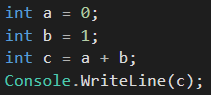 int a = 0;
int b = 1;
int c = a + b;
Console.WriteLine(c);